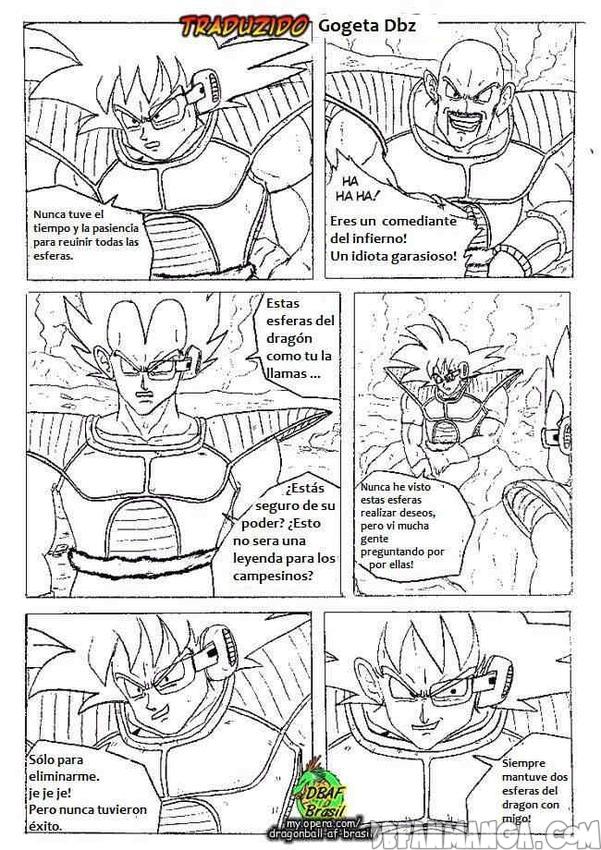 TRADUZIDO Gogeta Dbz
Nunca tuve el
tiempo y la pasiencia
para reuinir todas las
esferas.
HA
HA HA!
Eres un comediante
del infierno!
Un idiota garasioso!
Estas
esferas del
dragón
como tu la
llamas ...
¿Estás
seguro de su
poder? ¿Esto
no sera una
leyenda para los
campesinos?
Nunca he visto
estas esferas
realizar deseos,
pero vi mucha
gente
preguntando por
por ellas!
Sólo para
eliminarme.
je je je!
Pero nunca tuvieron
éxito.
Siempre
mantuve dos
esferas del
dragon con
migo!
DBAF
Brasil
my.opera.com/
dragonball-af-brasil
DBFANMANGA.COM